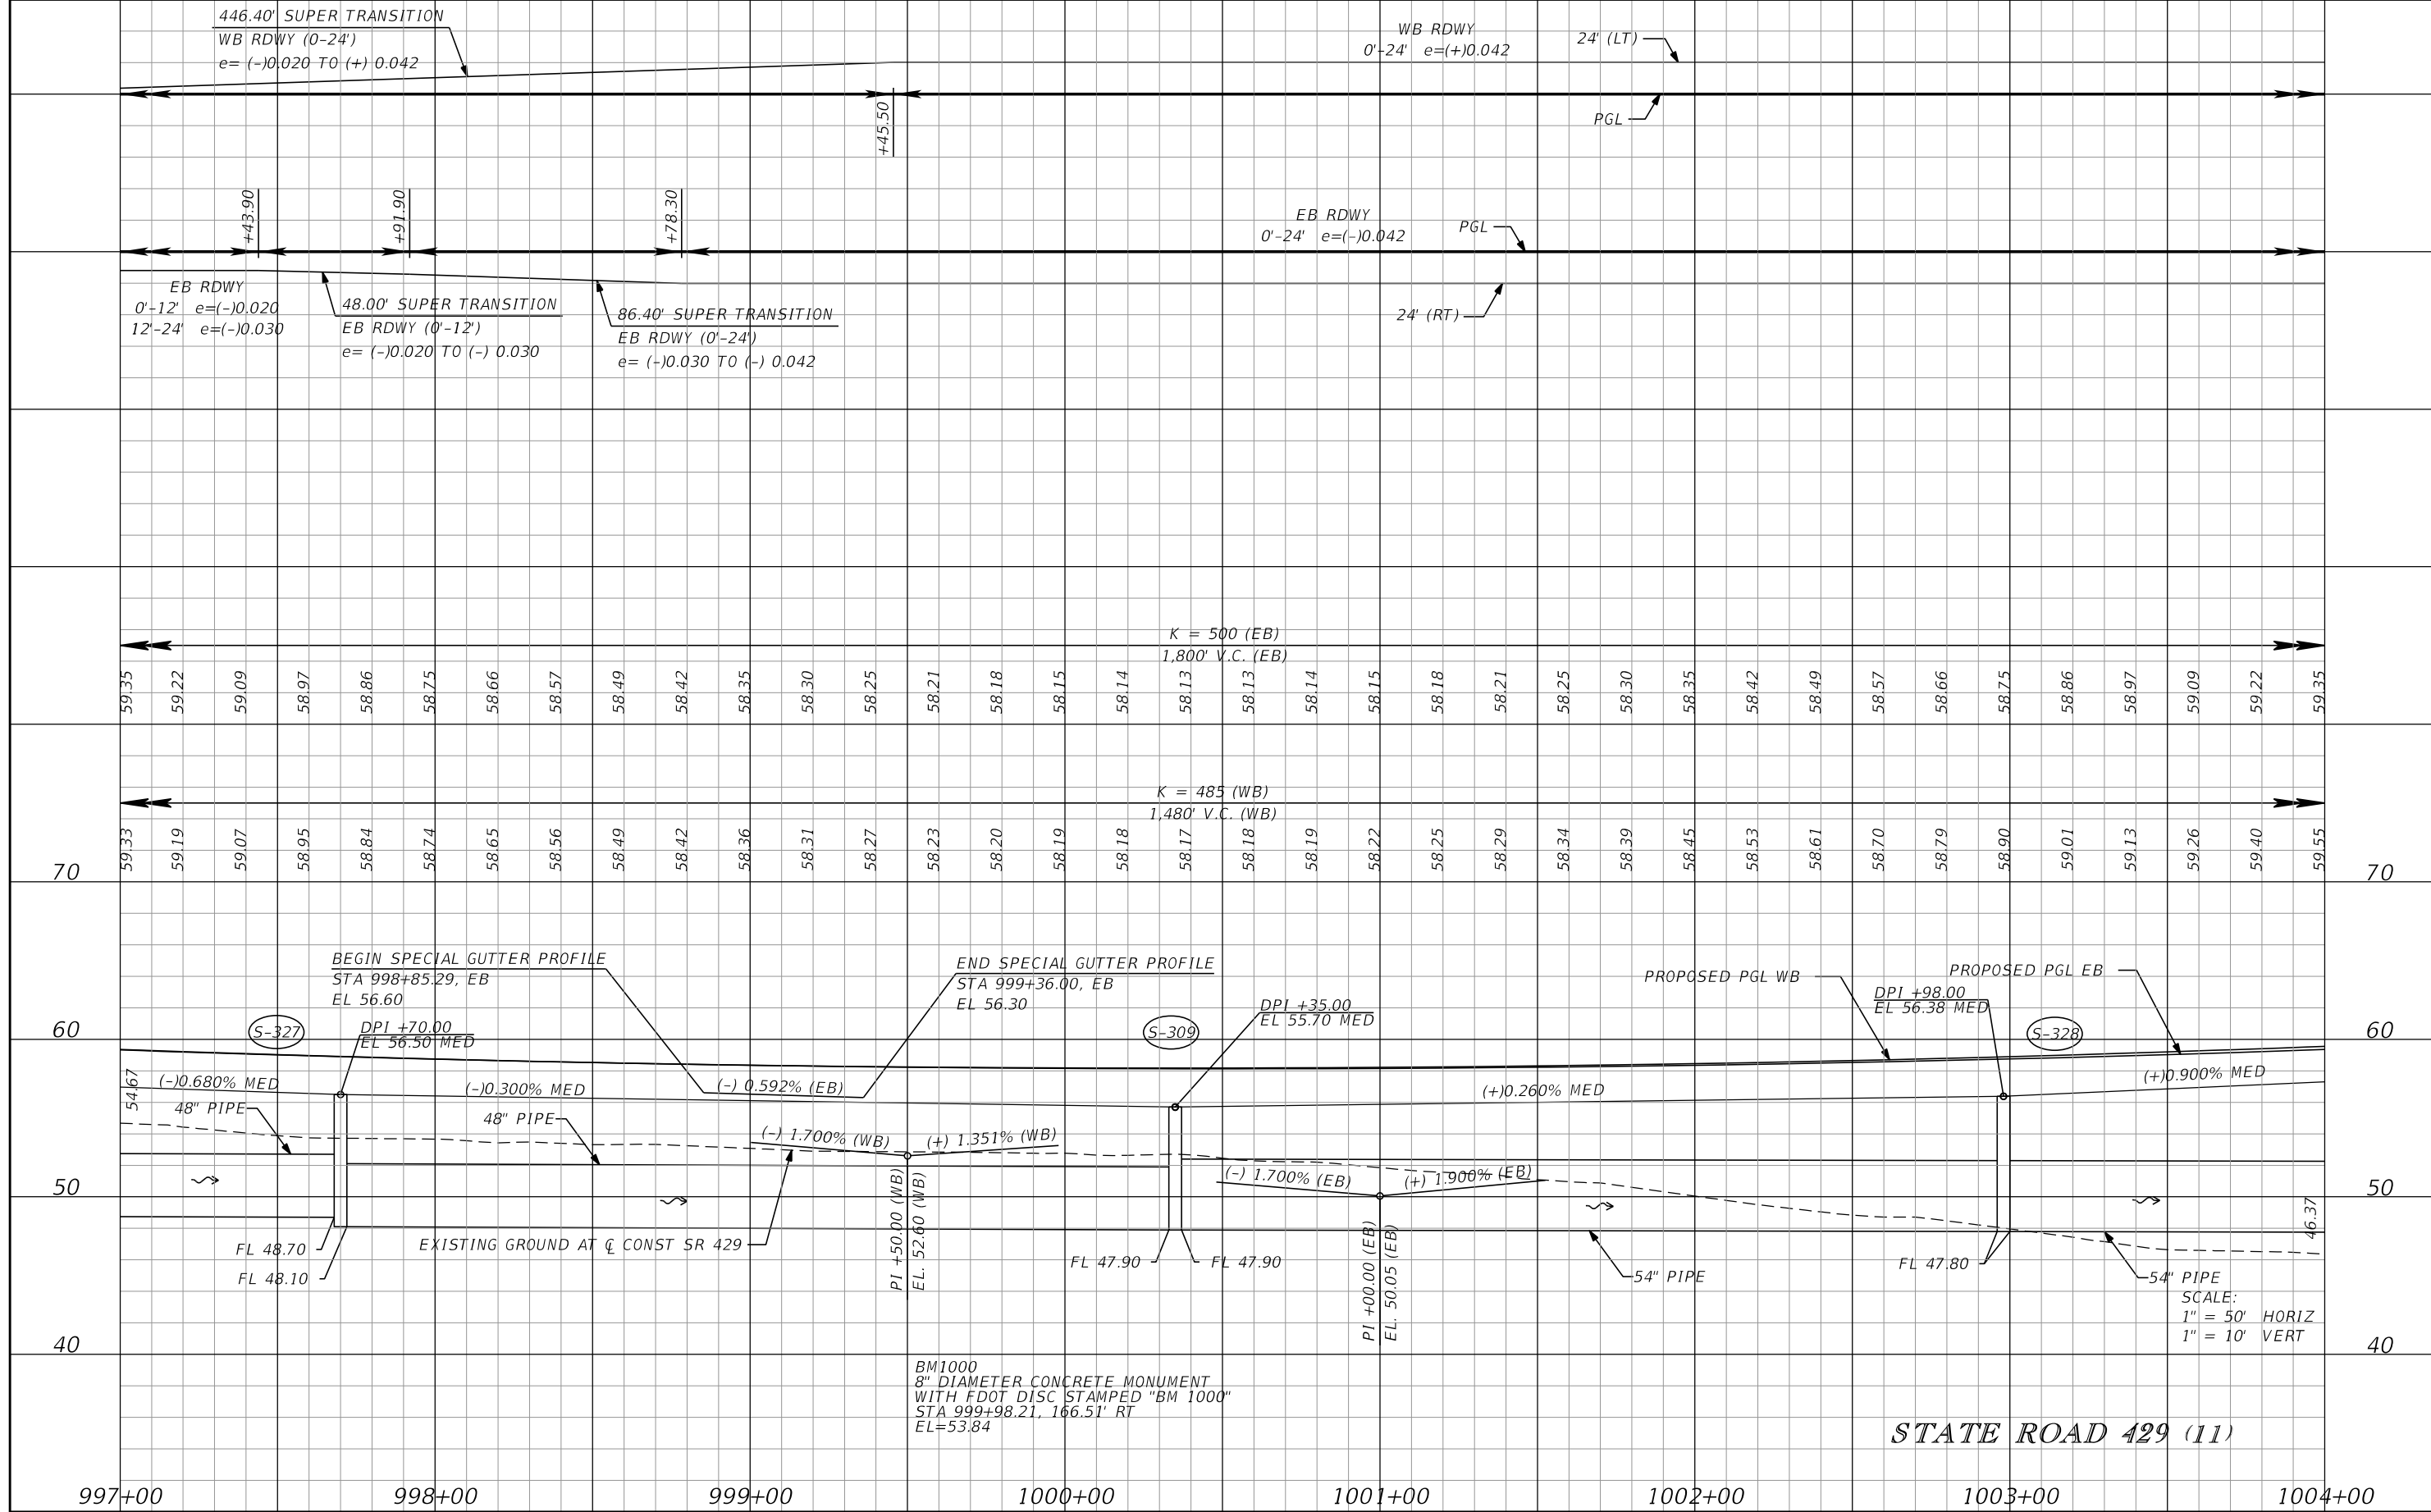 446.40' SUPER TRANSITION
WB RDWY (0-24')
e= (-)0.020 TO (+) 0.042
WB RDWY
0'-24' e=(+)0.042
24' (LT)
PGL
+45.50
+43.90
+91.90
+78.30
EB RDWY
0'-24' e=(-)0.042
PGL
EB RDWY
0'-12' e=(-)0.020
12'-24' e=(-)0.030
48.00' SUPER TRANSITION
EB RDWY (0'-12')
e= (-)0.020 TO (-) 0.030
86.40' SUPER TRANSITION
EB RDWY (0'-24')
e= (-)0.030 TO (-) 0.042
24' (RT)
K = 500 (EB)
1,800' V.C. (EB)
59.35 59.22 59.09 58.97 58.86 58.75 58.66 58.57 58.49 58.42 58.35 58.30 58.25 58.21 58.18 58.15 58.14 58.13 58.13 58.14 58.15 58.18 58.21 58.25 58.30 58.35 58.42 58.49 58.57 58.66 58.75 58.86 58.97 59.09 59.22 59.35
K = 485 (WB)
1,480' V.C. (WB)
59.33 59.19 59.07 58.95 58.84 58.74 58.65 58.56 58.49 58.42 58.36 58.31 58.27 58.23 58.20 58.19 58.18 58.17 58.18 58.19 58.22 58.25 58.29 58.34 58.39 58.45 58.53 58.61 58.70 58.79 58.90 59.01 59.13 59.26 59.40 59.55
70 70
BEGIN SPECIAL GUTTER PROFILE
STA 998+85.29, EB
EL 56.60
END SPECIAL GUTTER PROFILE
STA 999+36.00, EB
EL 56.30
PROPOSED PGL WB
PROPOSED PGL EB
DPI +70.00
EL 56.50 MED
DPI +35.00
EL 55.70 MED
DPI +98.00
EL 56.38 MED
60 S-327 S-309 S-328 60
54.67
(-)0.680% MED
(-)0.300% MED
(-) 0.592% (EB)
(+)0.260% MED
(+)0.900% MED
48" PIPE
48" PIPE
(-) 1.700% (WB)
(+) 1.351% (WB)
(-) 1.700% (EB)
(+) 1.900% (EB)
50 50
PI +50.00 (WB)
EL. 52.60 (WB)
46.37
FL 48.70
FL 48.10
EXISTING GROUND AT ℄ CONST SR 429
FL 47.90
FL 47.90
PI +00.00 (EB)
EL. 50.05 (EB)
54" PIPE
FL 47.80
54" PIPE
SCALE:
1" = 50' HORIZ
1" = 10' VERT
40 40
BM1000
8" DIAMETER CONCRETE MONUMENT
WITH FDOT DISC STAMPED "BM 1000"
STA 999+98.21, 166.51' RT
EL=53.84
STATE ROAD 429 (11)
997+00 998+00 999+00 1000+00 1001+00 1002+00 1003+00 1004+00